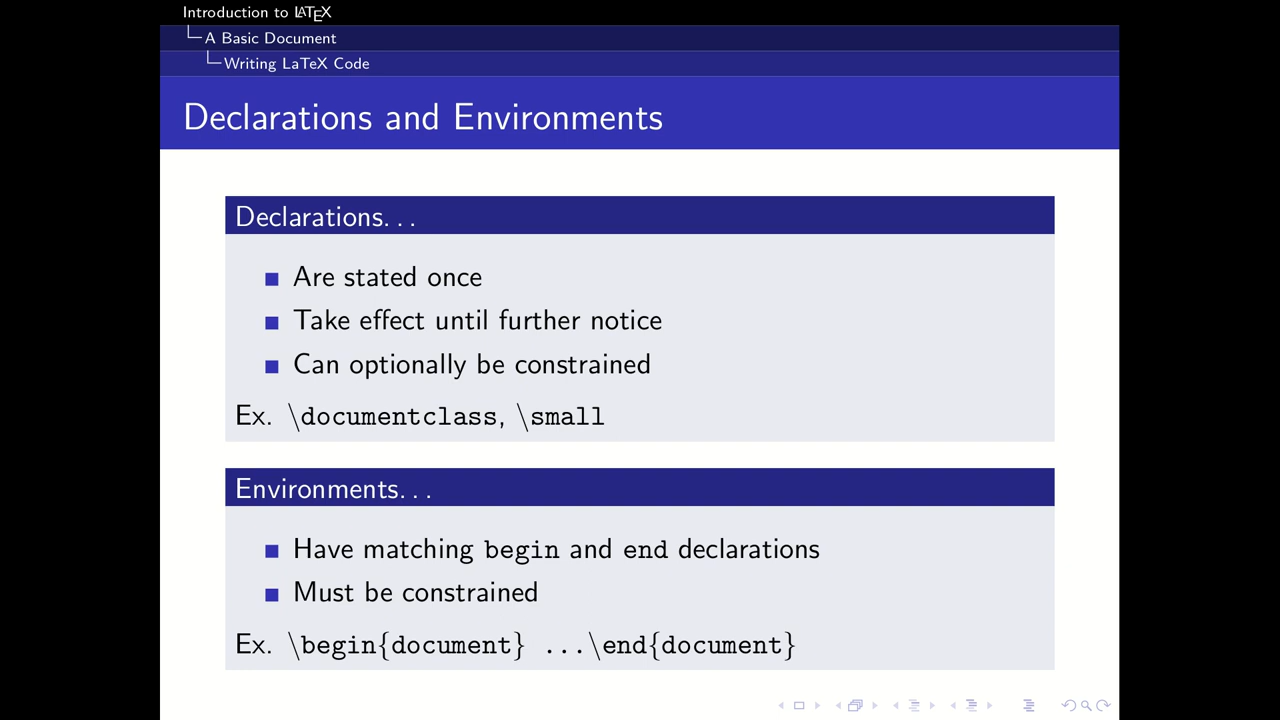 Introduction to LATEX
A Basic Document
Writing LaTeX Code
Declarations and Environments
Declarations...
Are stated once
Take effect until further notice
Can optionally be constrained
Ex. \documentclass, \small
Environments...
Have matching begin and end declarations
Must be constrained
Ex. \begin{document} ...\end{document}